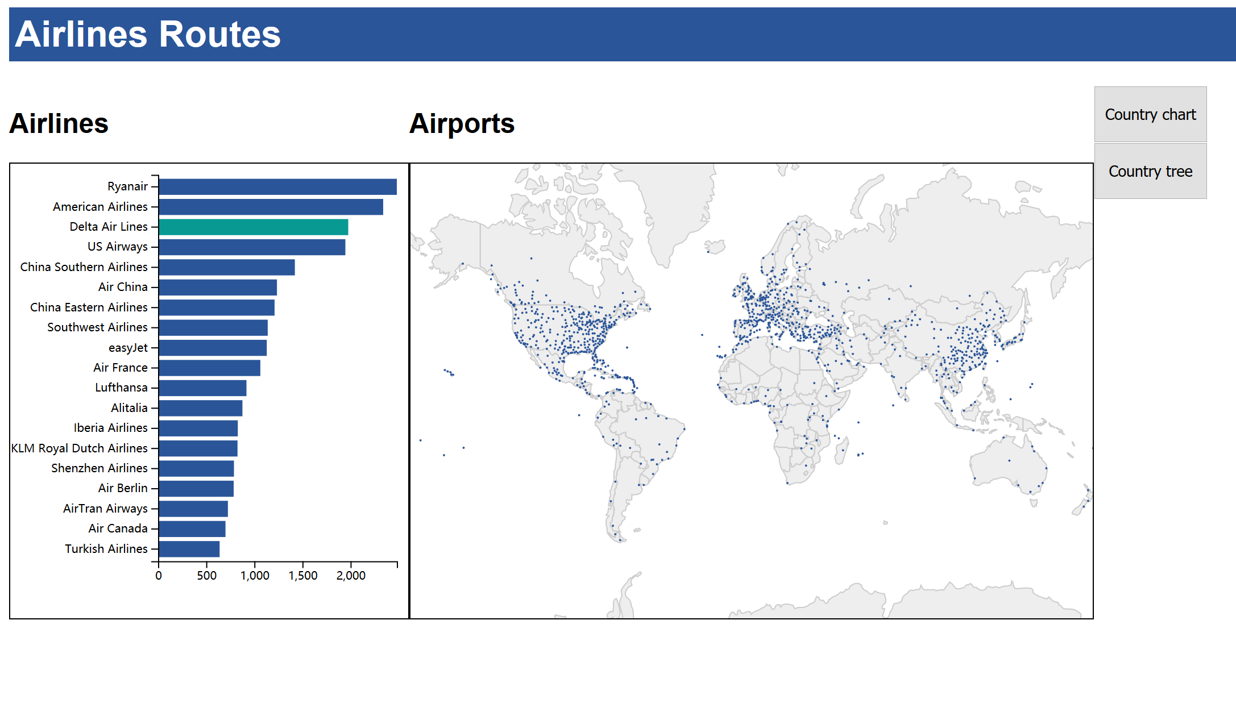 Airlines Routes
Airlines
Airports
Country chart
Country tree
Ryanair
American Airlines
Delta Air Lines
US Airways
China Southern Airlines
Air China
China Eastern Airlines
Southwest Airlines
easyJet
Air France
Lufthansa
Alitalia
Iberia Airlines
KLM Royal Dutch Airlines
Shenzhen Airlines
Air Berlin
AirTran Airways
Air Canada
Turkish Airlines
0 500 1,000 1,500 2,000